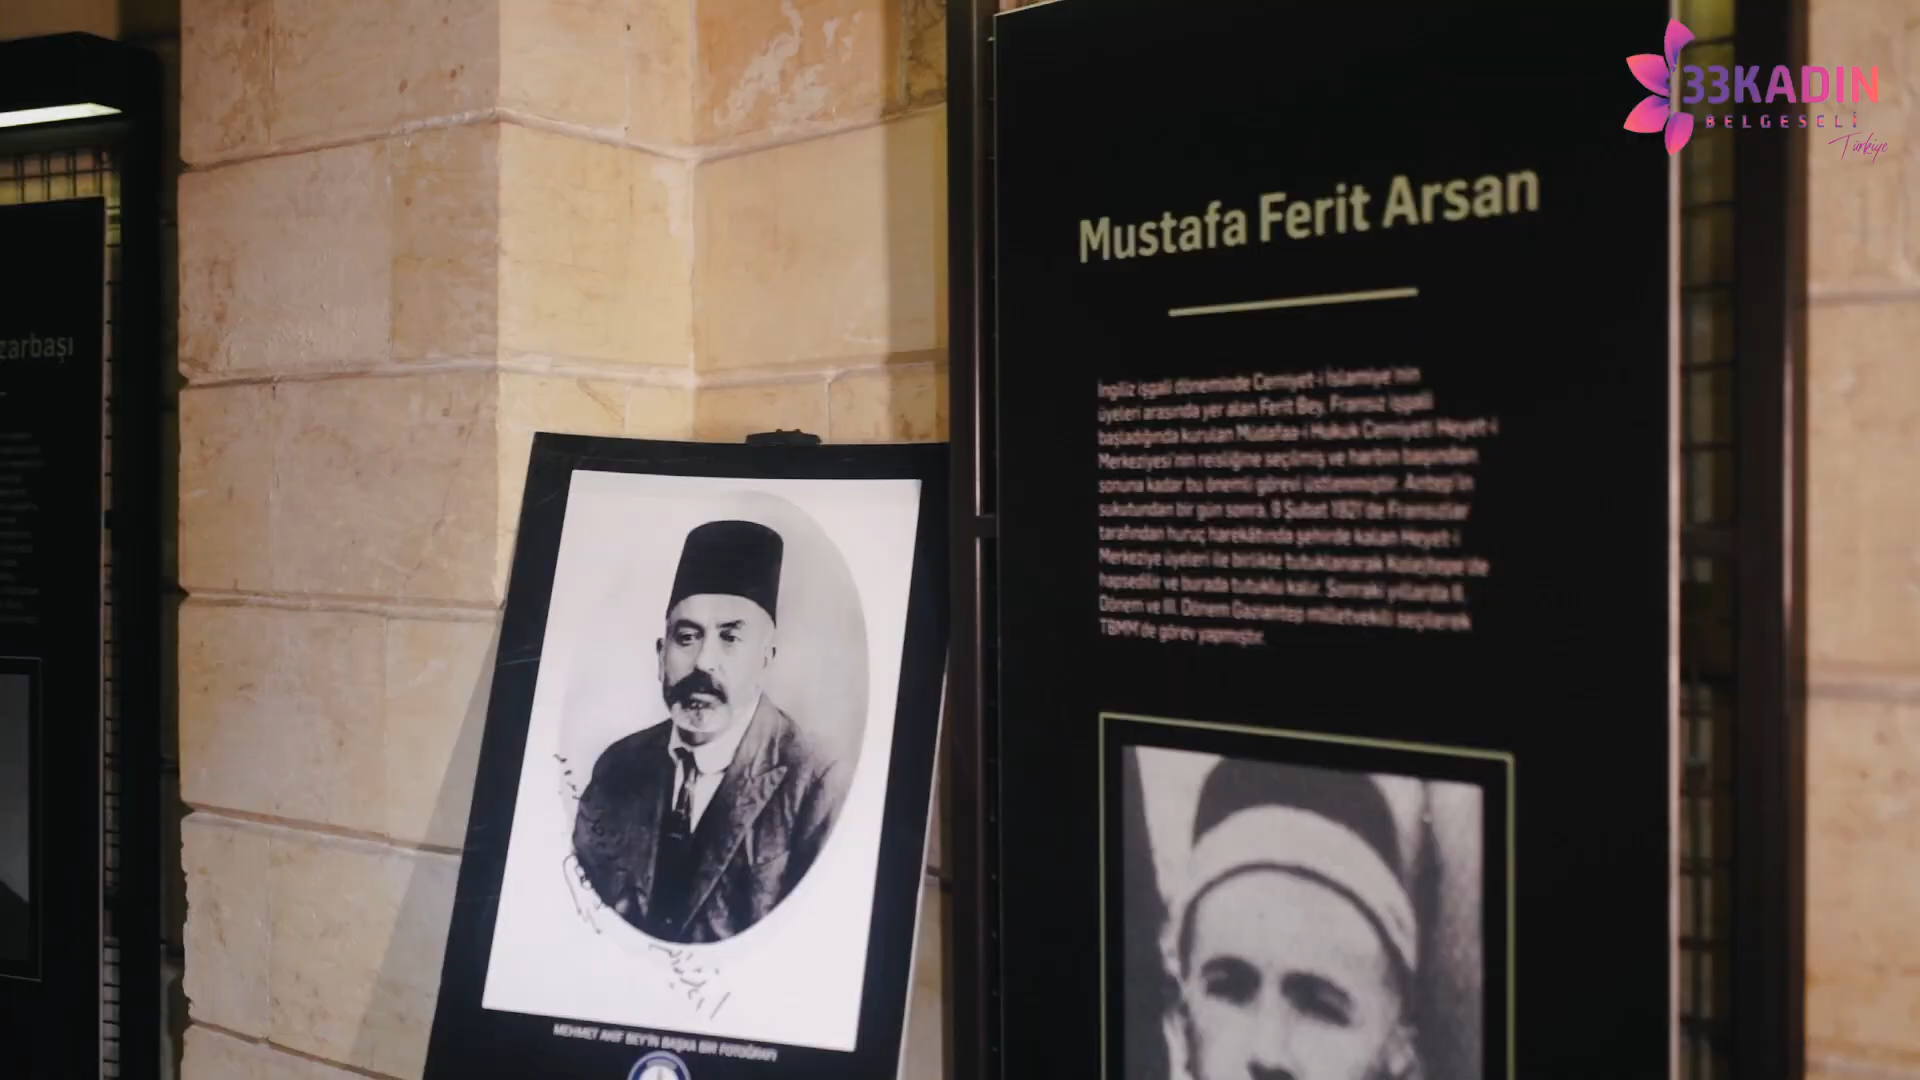 33KADIN
BELGESELİ
Türkiye
Mustafa Ferit Arsan
İngiliz işgali döneminde Cemiyet-i İslamiye'nin
üyeleri arasında yer alan Ferit Bey, Fransız işgali
başladığında kurulan Müdafaa-i Hukuk Cemiyeti Heyet-i
Merkeziyesi'nin reisliğine seçilmiş ve harbin başından
sonuna kadar bu önemli görevi üstlenmiştir. Antep'in
sukutundan bir gün sonra, 9 Şubat 1921'de Fransızlar
tarafından huruç harekâtında şehirde kalan Heyet-i
Merkeziye üyeleri ile birlikte tutuklanarak Kolejtepe'de
hapsedilir ve burada tutuklu kalır. Sonraki yıllarda II.
Dönem ve III. Dönem Gaziantep milletvekili seçilerek
TBMM'de görev yapmıştır.
zarbaşı
MEHMET AKİF BEY'İN BAŞKA BİR FOTOĞRAFI